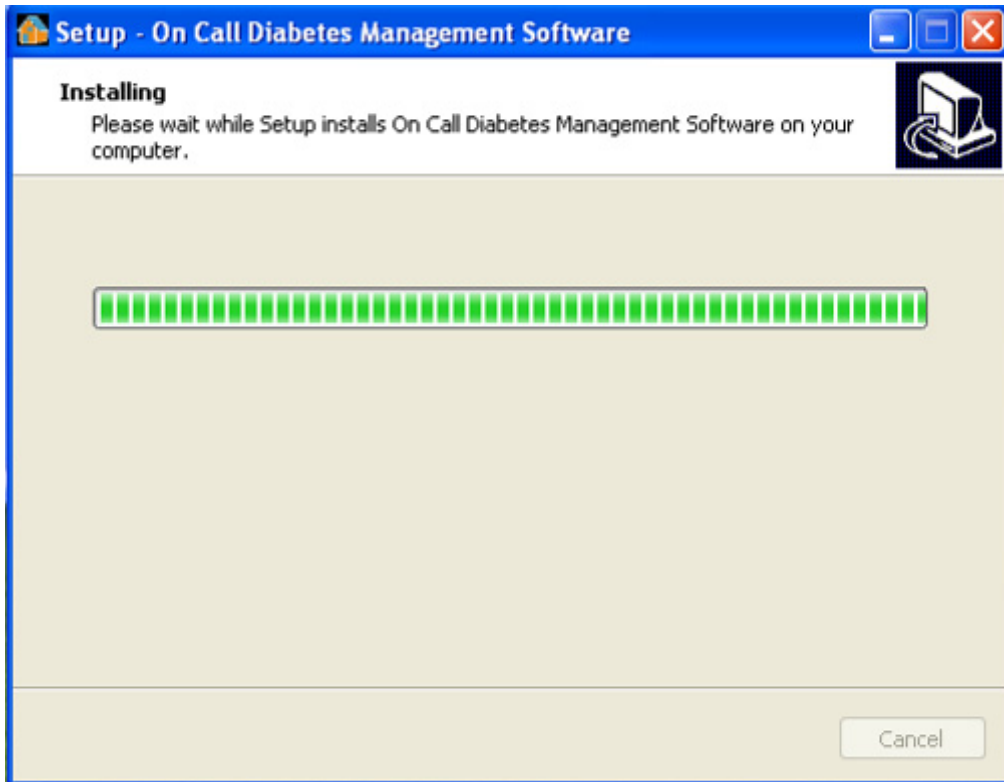 Setup - On Call Diabetes Management Software
Installing
Please wait while Setup installs On Call Diabetes Management Software on your
computer.
Cancel